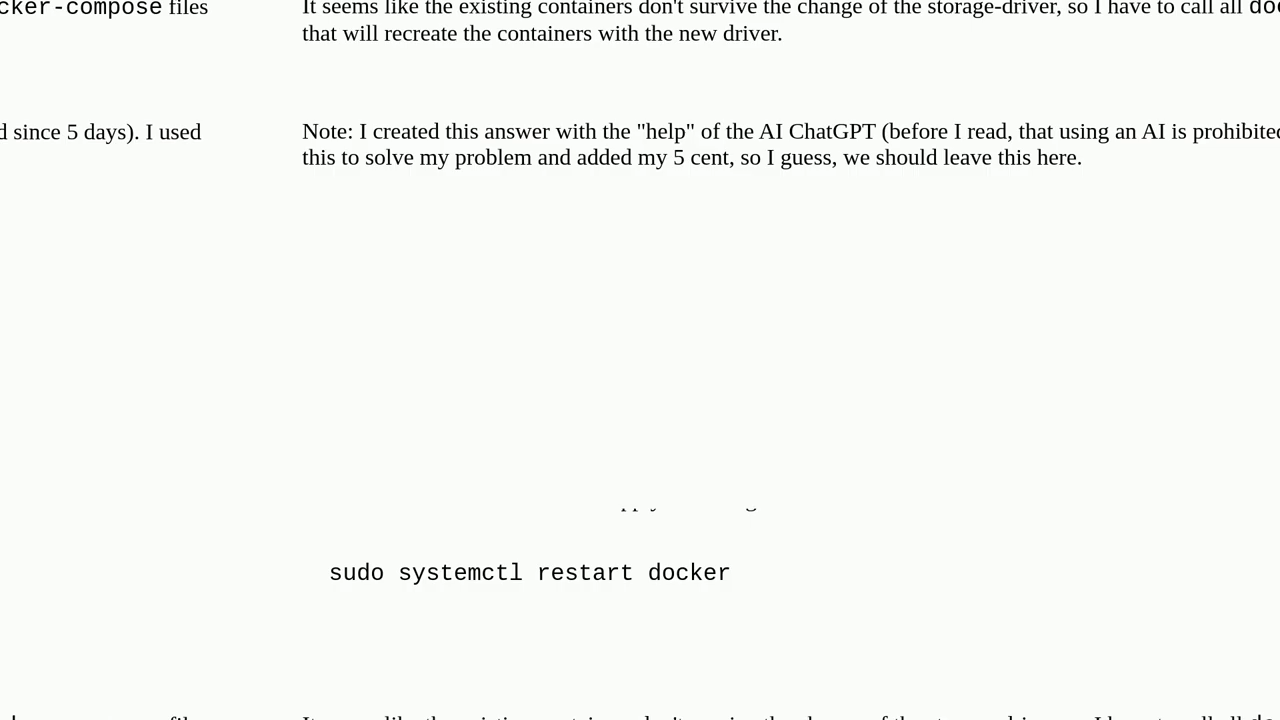 cker-compose files
It seems like the existing containers don't survive the change of the storage-driver, so I have to call all
that will recreate the containers with the new driver.
d since 5 days). I used
Note: I created this answer with the "help" of the AI ChatGPT (before I read, that using an AI is prohibited
this to solve my problem and added my 5 cent, so I guess, we should leave this here.
sudo systemctl restart docker